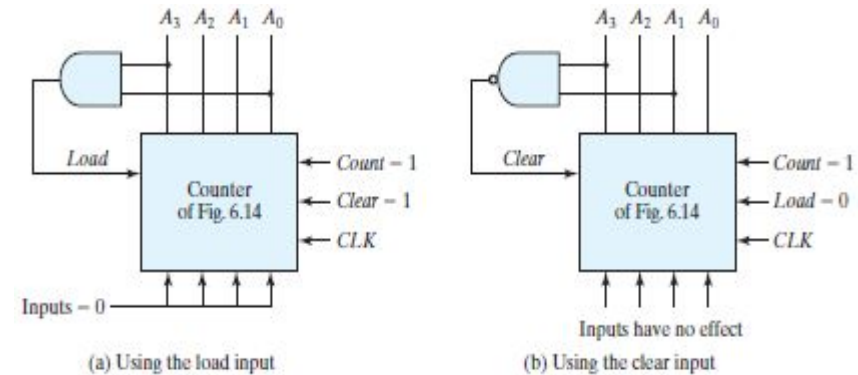 A3 A2 A1 A0
Load
Counter
of Fig. 6.14
Count = 1
Clear = 1
CLK
Inputs = 0
(a) Using the load input
A3 A2 A1 A0
Clear
Counter
of Fig. 6.14
Count = 1
Load = 0
CLK
Inputs have no effect
(b) Using the clear input